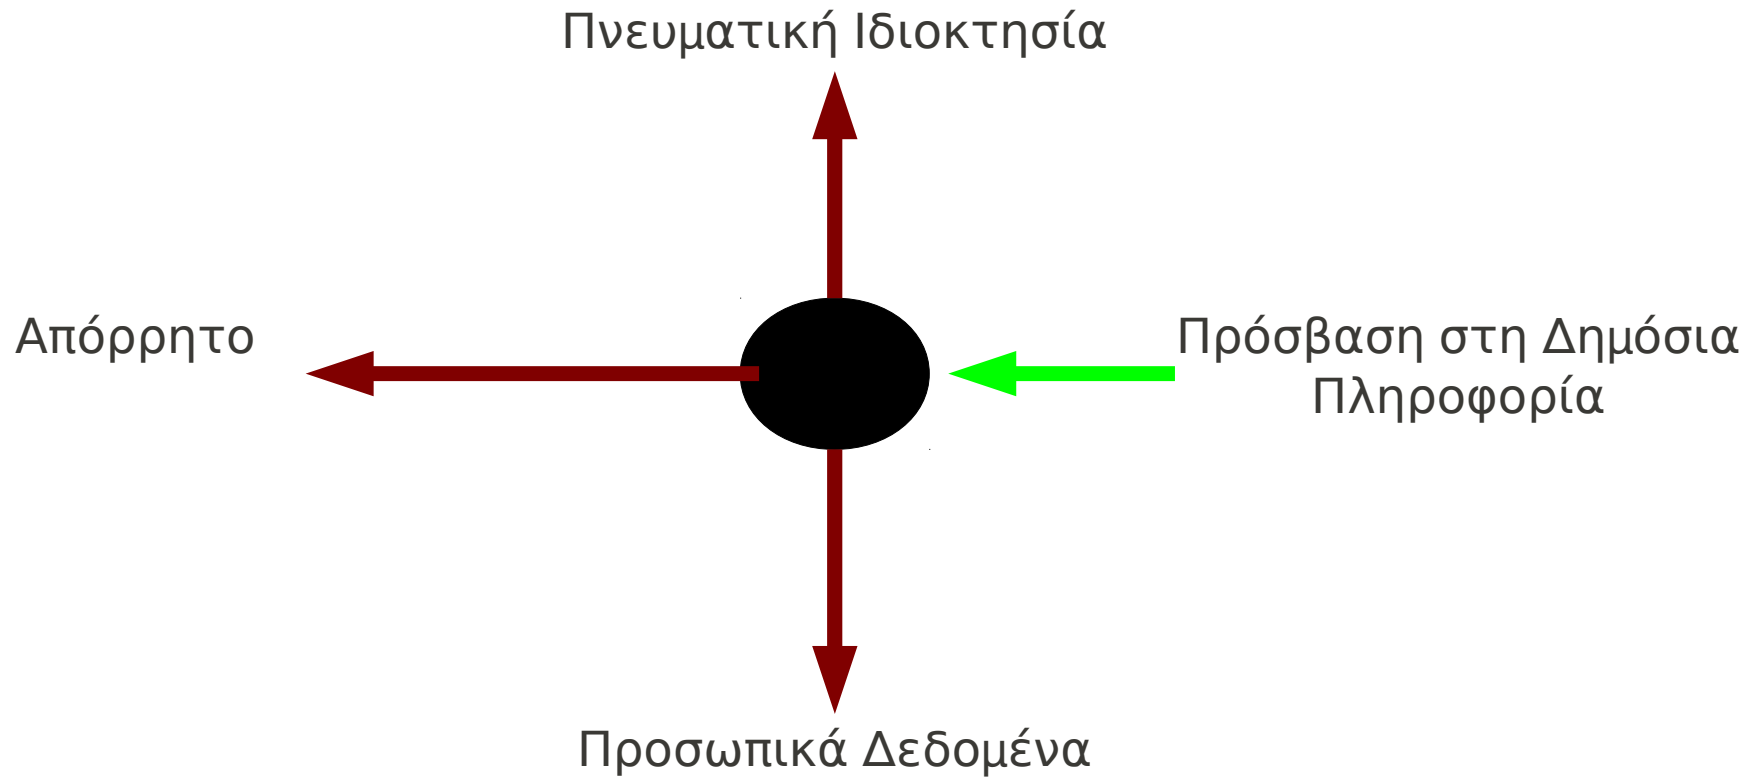 Πνευματική Ιδιοκτησία
Απόρρητο
Πρόσβαση στη Δημόσια
Πληροφορία
Προσωπικά Δεδομένα